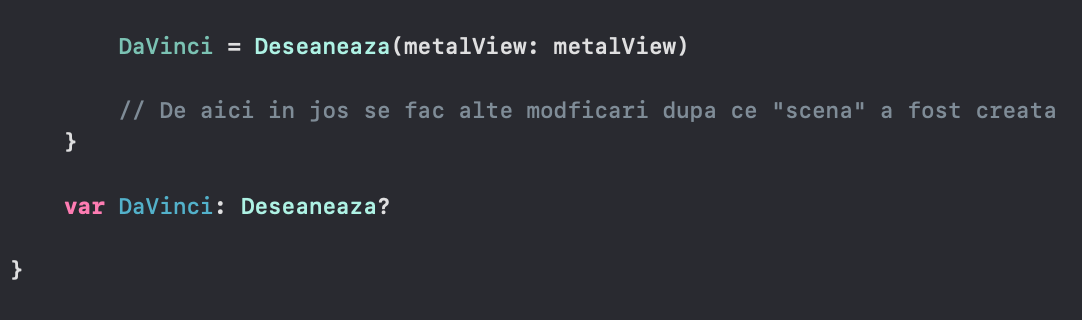 DaVinci = Deseaneaza(metalView: metalView)
// De aici in jos se fac alte modficari dupa ce "scena" a fost creata
}
var DaVinci: Deseaneaza?
}